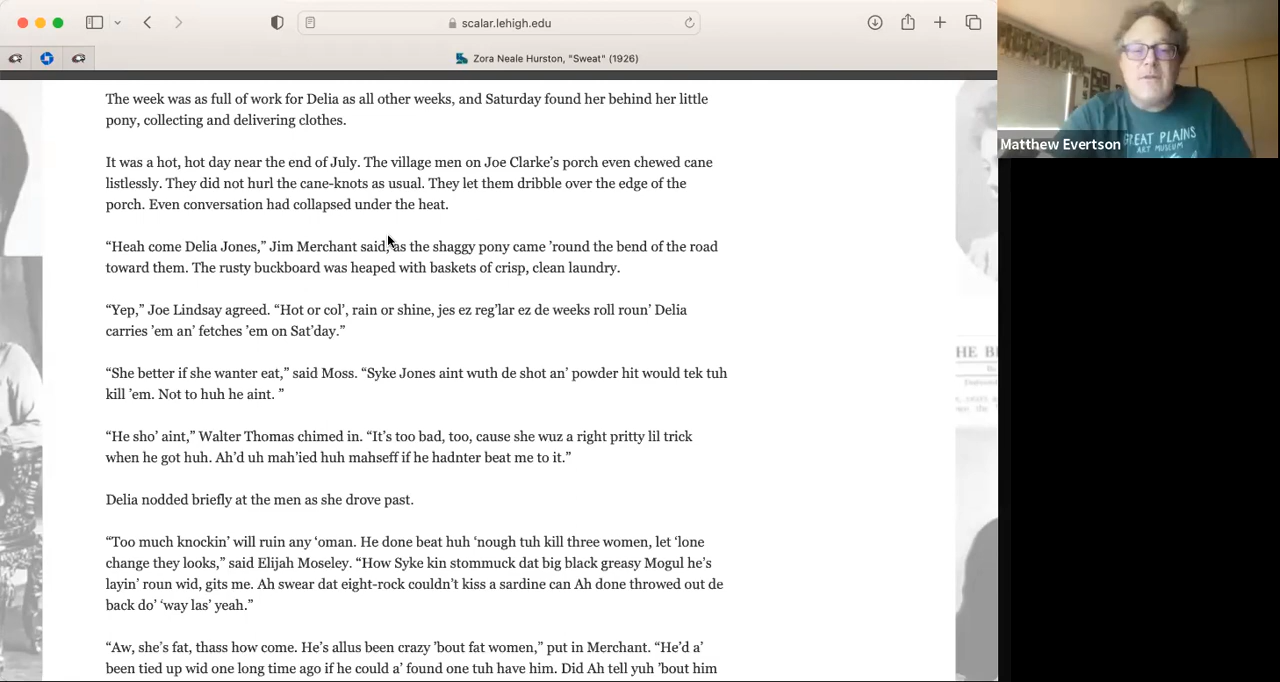 scalar.lehigh.edu
Zora Neale Hurston, "Sweat" (1926)
The week was as full of work for Delia as all other weeks, and Saturday found her behind her little
pony, collecting and delivering clothes.
It was a hot, hot day near the end of July. The village men on Joe Clarke’s porch even chewed cane
listlessly. They did not hurl the cane-knots as usual. They let them dribble over the edge of the
porch. Even conversation had collapsed under the heat.
“Heah come Delia Jones,” Jim Merchant said, as the shaggy pony came ’round the bend of the road
toward them. The rusty buckboard was heaped with baskets of crisp, clean laundry.
“Yep,” Joe Lindsay agreed. “Hot or col’, rain or shine, jes ez reg’lar ez de weeks roll roun’ Delia
carries ’em an’ fetches ’em on Sat’day.”
“She better if she wanter eat,” said Moss. “Syke Jones aint wuth de shot an’ powder hit would tek tuh
kill ’em. Not to huh he aint. ”
“He sho’ aint,” Walter Thomas chimed in. “It’s too bad, too, cause she wuz a right pritty lil trick
when he got huh. Ah’d uh mah’ied huh mahseff if he hadnter beat me to it.”
Delia nodded briefly at the men as she drove past.
“Too much knockin’ will ruin any ‘oman. He done beat huh ‘nough tuh kill three women, let ‘lone
change they looks,” said Elijah Moseley. “How Syke kin stommuck dat big black greasy Mogul he’s
layin’ roun wid, gits me. Ah swear dat eight-rock couldn’t kiss a sardine can Ah done throwed out de
back do’ ‘way las’ yeah.”
“Aw, she’s fat, thass how come. He’s allus been crazy ’bout fat women,” put in Merchant. “He’d a’
been tied up wid one long time ago if he could a’ found one tuh have him. Did Ah tell yuh ’bout him
HE B
GREAT PLAINS
ART MUSEUM
Matthew Evertson